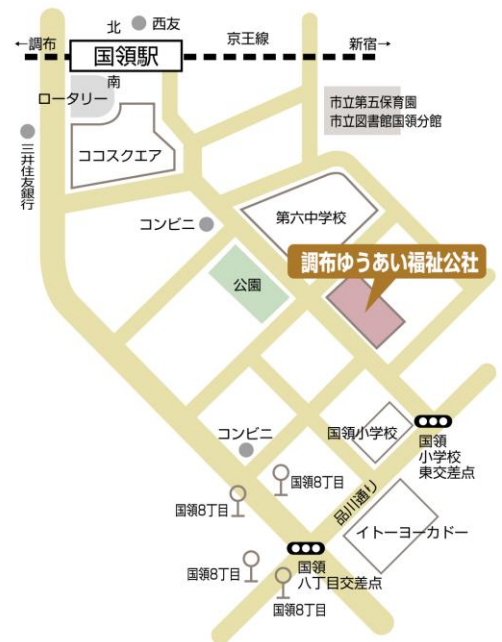 北
西友
←調布
国領駅
京王線
新宿→
南
ロータリー
市立第五保育園
市立図書館国領分館
三井住友銀行
ココスクエア
第六中学校
コンビニ
調布ゆうあい福祉公社
公園
国領小学校
コンビニ
国領
小学校
東交差点
国領8丁目
品川通り
国領8丁目
イトーヨーカドー
国領
八丁目交差点
国領8丁目
国領8丁目